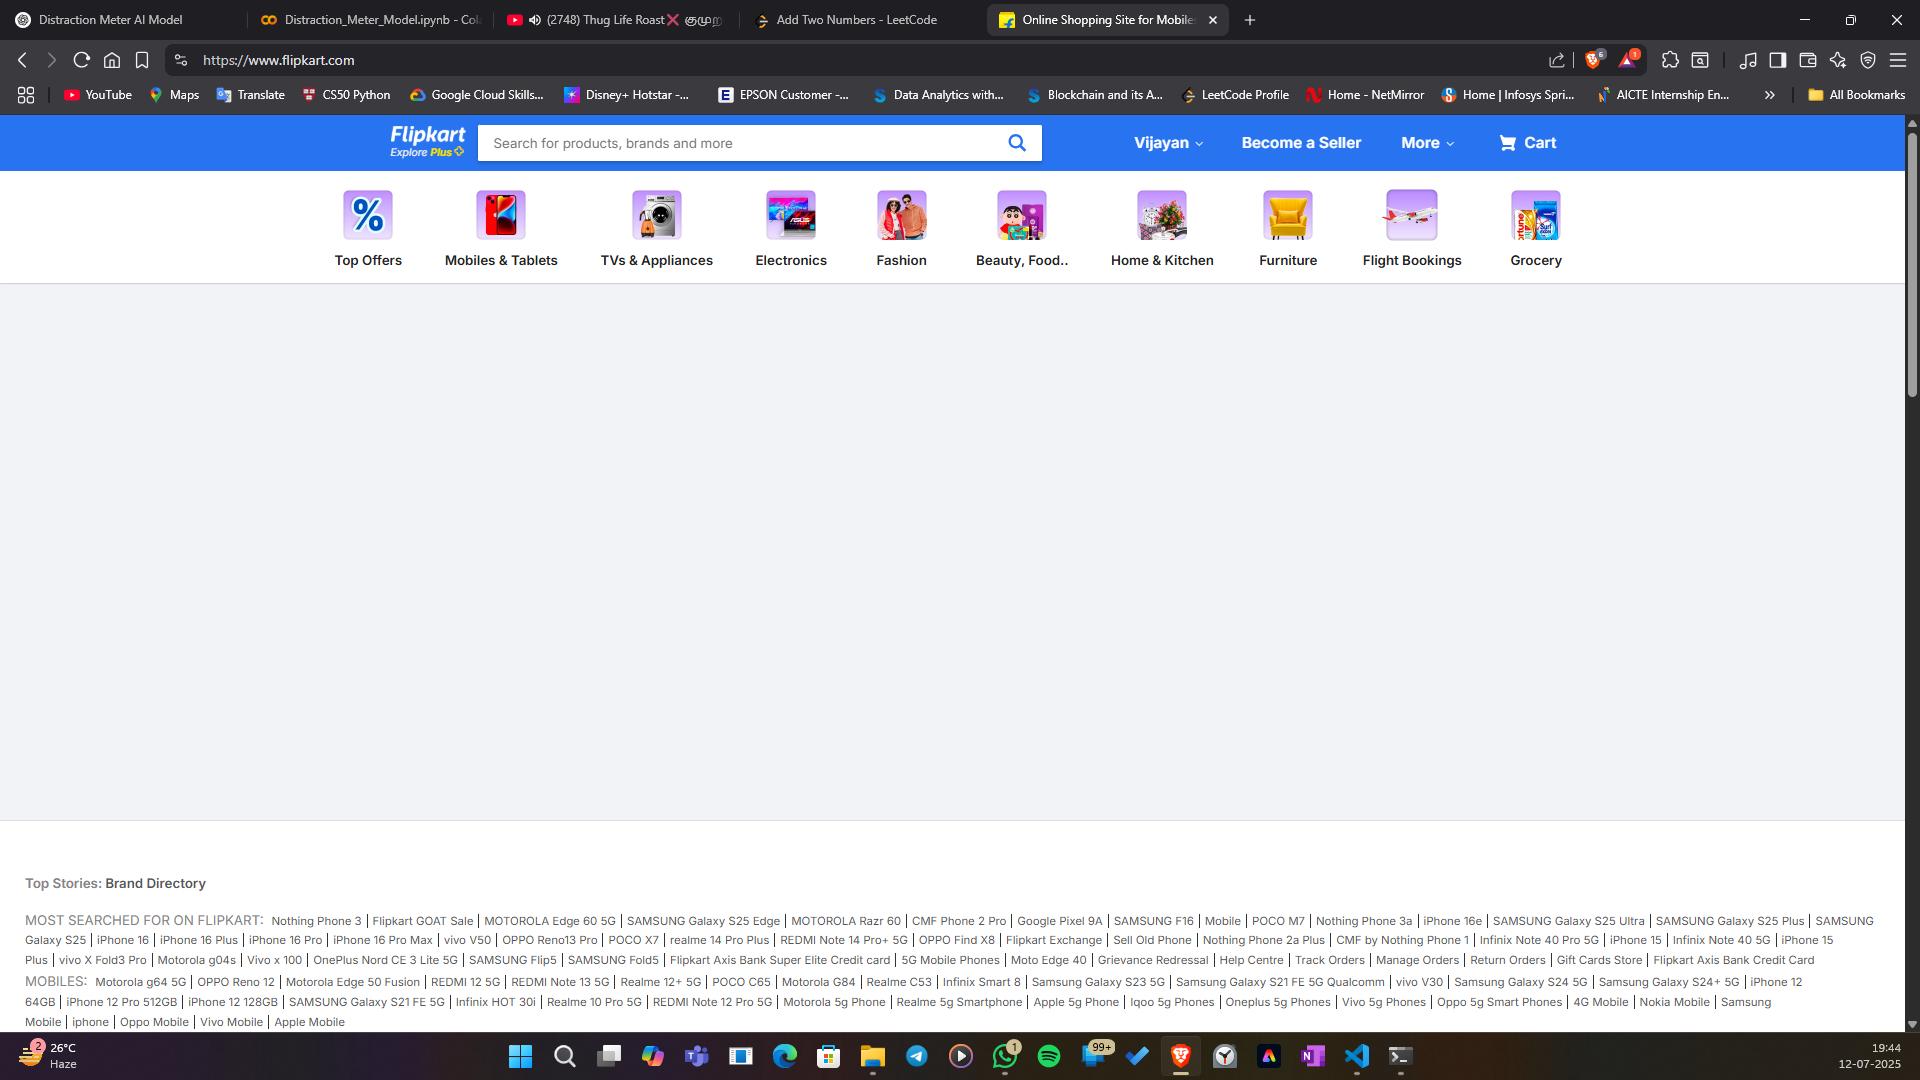 Distraction Meter AI Model
Distraction_Meter_Model.ipynb - Col
(2748) Thug Life Roast❌ குமுற
Add Two Numbers - LeetCode
Online Shopping Site for Mobile
https://www.flipkart.com
6
1
YouTube
Maps
Translate
CS50 Python
Google Cloud Skills...
Disney+ Hotstar -...
EPSON Customer -...
Data Analytics with...
Blockchain and its A...
LeetCode Profile
Home - NetMirror
Home | Infosys Spri...
AICTE Internship En...
All Bookmarks
Flipkart
Explore Plus
Search for products, brands and more
Vijayan
Become a Seller
More
Cart
Top Offers
Mobiles & Tablets
TVs & Appliances
Electronics
Fashion
Beauty, Food..
Home & Kitchen
Furniture
Flight Bookings
Grocery
Top Stories: Brand Directory
MOST SEARCHED FOR ON FLIPKART: Nothing Phone 3 | Flipkart GOAT Sale | MOTOROLA Edge 60 5G | SAMSUNG Galaxy S25 Edge | MOTOROLA Razr 60 | CMF Phone 2 Pro | Google Pixel 9A | SAMSUNG F16 | Mobile | POCO M7 | Nothing Phone 3a | iPhone 16e | SAMSUNG Galaxy S25 Ultra | SAMSUNG Galaxy S25 Plus | SAMSUNG
Galaxy S25 | iPhone 16 | iPhone 16 Plus | iPhone 16 Pro | iPhone 16 Pro Max | vivo V50 | OPPO Reno13 Pro | POCO X7 | realme 14 Pro Plus | REDMI Note 14 Pro+ 5G | OPPO Find X8 | Flipkart Exchange | Sell Old Phone | Nothing Phone 2a Plus | CMF by Nothing Phone 1 | Infinix Note 40 Pro 5G | iPhone 15 | Infinix Note 40 5G | iPhone 15
Plus | vivo X Fold3 Pro | Motorola g04s | Vivo x 100 | OnePlus Nord CE 3 Lite 5G | SAMSUNG Flip5 | SAMSUNG Fold5 | Flipkart Axis Bank Super Elite Credit card | 5G Mobile Phones | Moto Edge 40 | Grievance Redressal | Help Centre | Track Orders | Manage Orders | Return Orders | Gift Cards Store | Flipkart Axis Bank Credit Card
MOBILES: Motorola g64 5G | OPPO Reno 12 | Motorola Edge 50 Fusion | REDMI 12 5G | REDMI Note 13 5G | Realme 12+ 5G | POCO C65 | Motorola G84 | Realme C53 | Infinix Smart 8 | Samsung Galaxy S23 5G | Samsung Galaxy S21 FE 5G Qualcomm | vivo V30 | Samsung Galaxy S24 5G | Samsung Galaxy S24+ 5G | iPhone 12
64GB | iPhone 12 Pro 512GB | iPhone 12 128GB | SAMSUNG Galaxy S21 FE 5G | Infinix HOT 30i | Realme 10 Pro 5G | REDMI Note 12 Pro 5G | Motorola 5g Phone | Realme 5g Smartphone | Apple 5g Phone | Iqoo 5g Phones | Oneplus 5g Phones | Vivo 5g Phones | Oppo 5g Smart Phones | 4G Mobile | Nokia Mobile | Samsung
Mobile | iphone | Oppo Mobile | Vivo Mobile | Apple Mobile
2
26°C
Haze
1
99+
19:44
12-07-2025